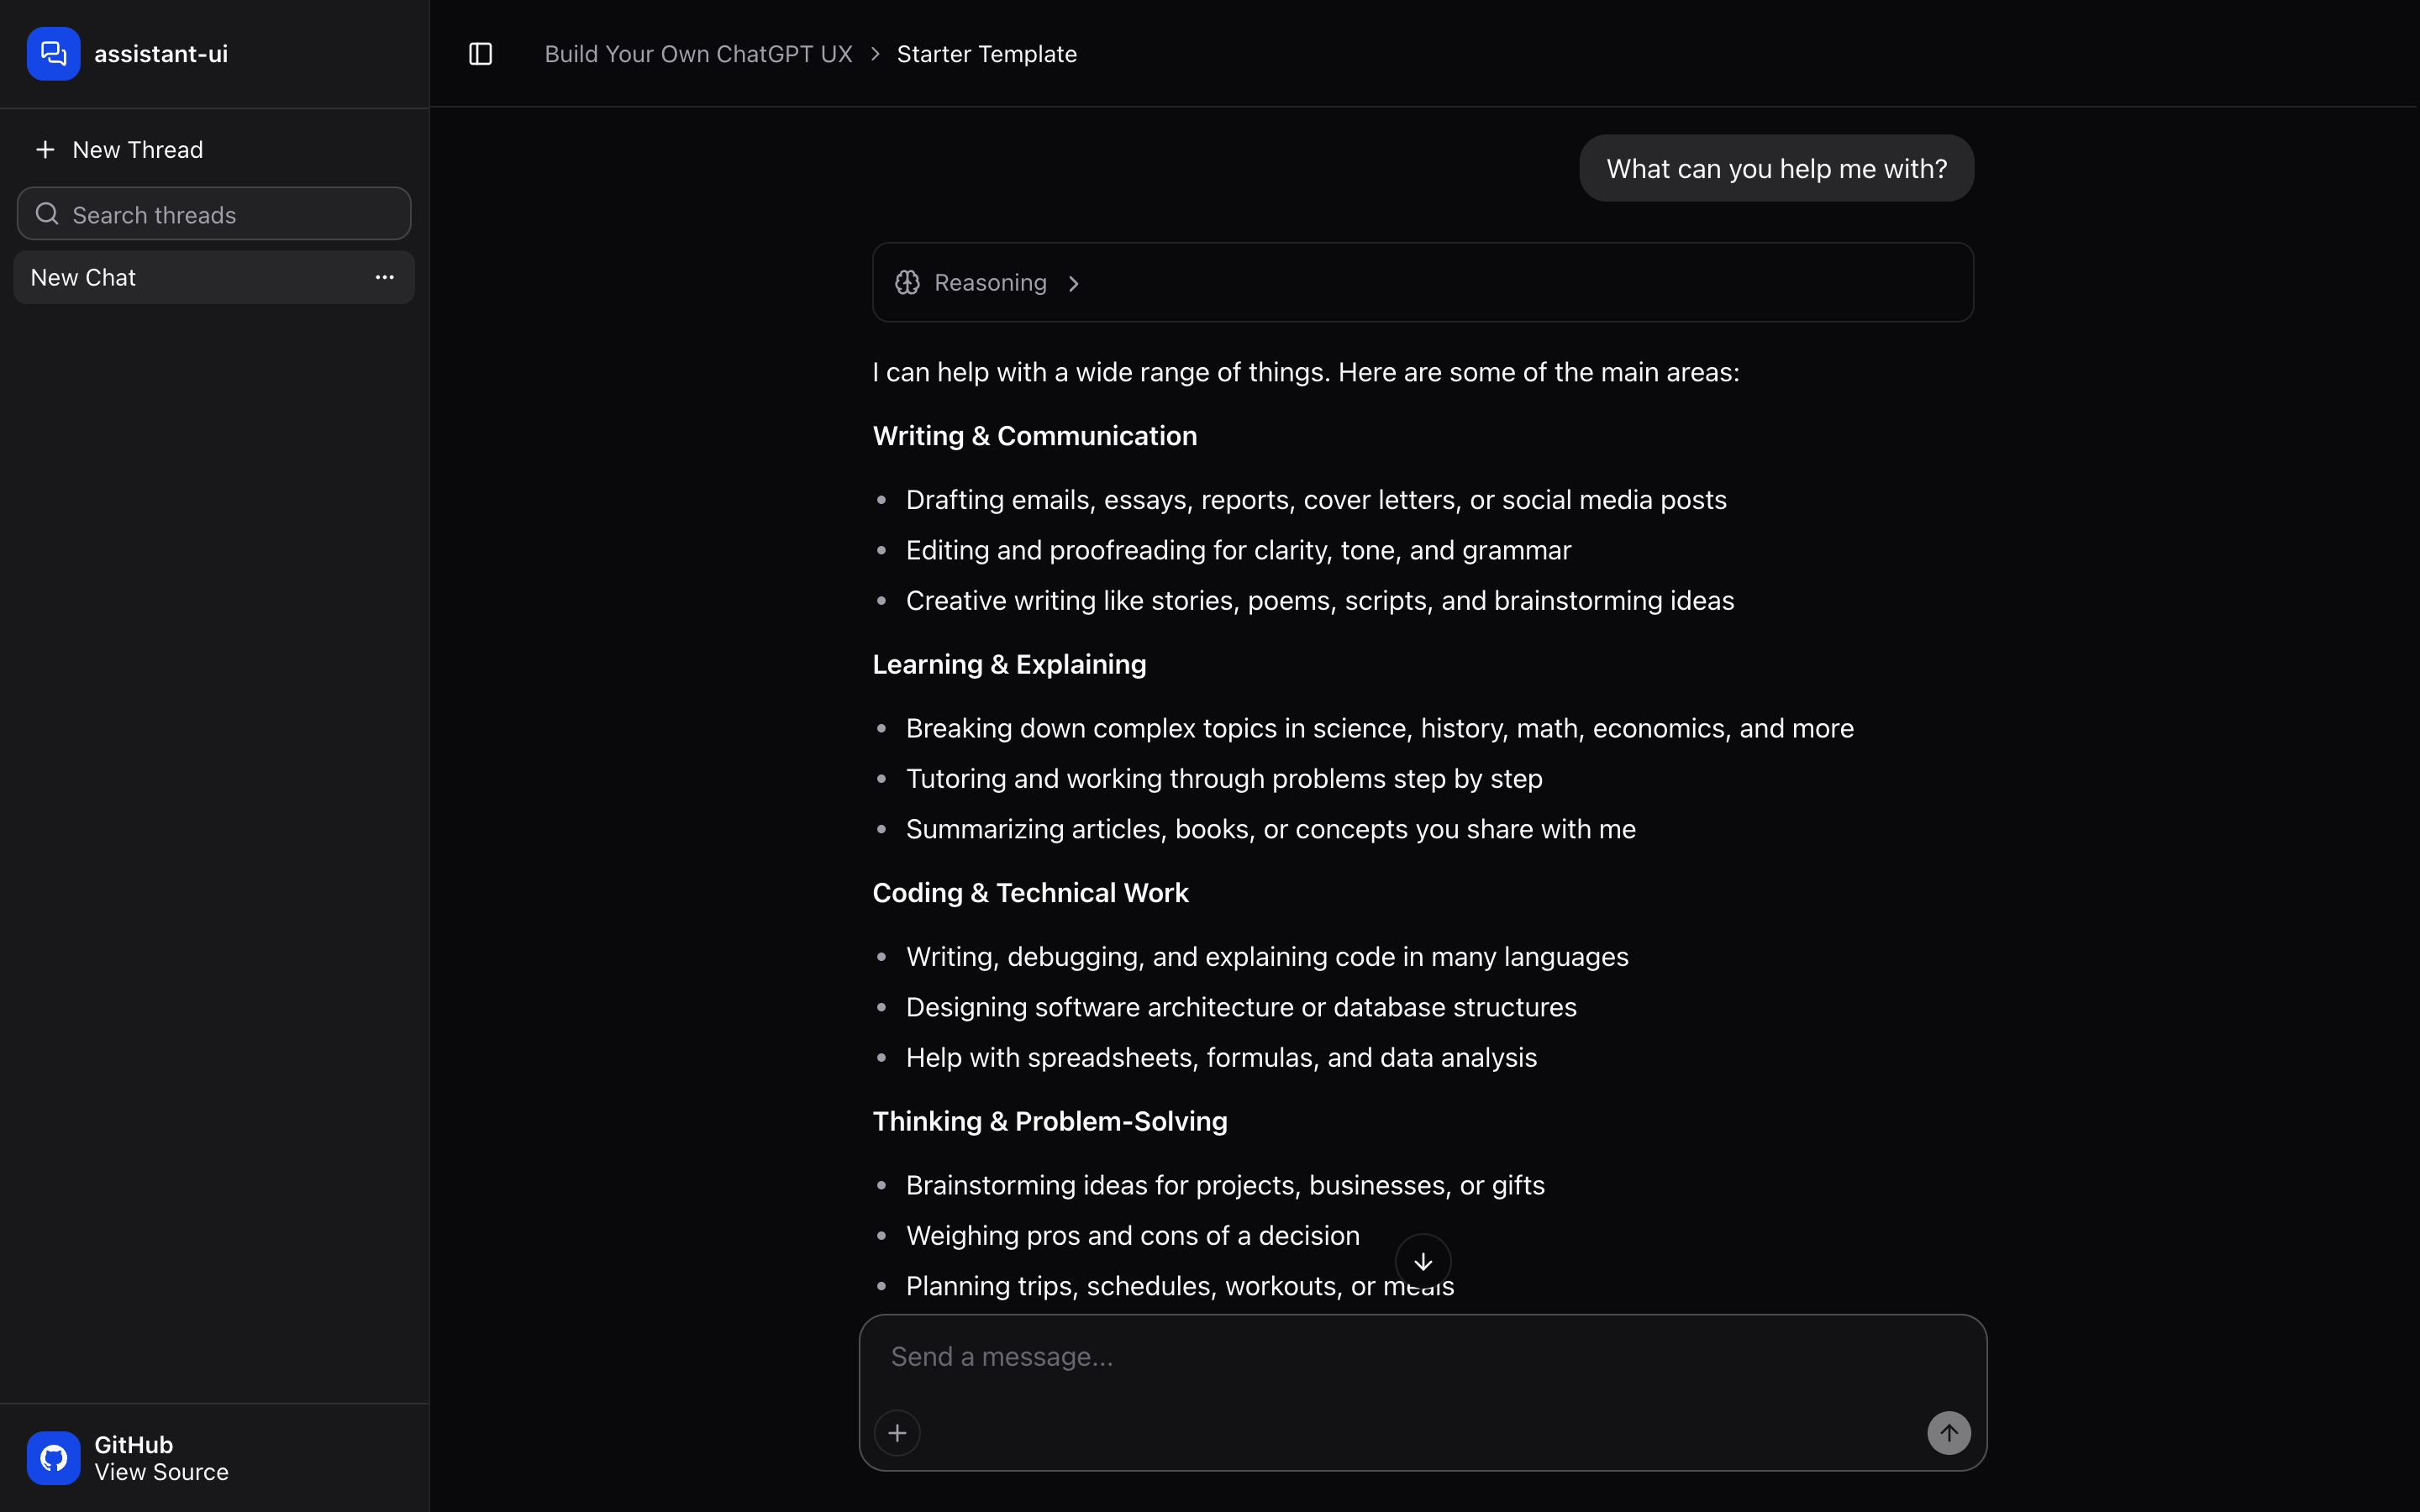 assistant-ui
New Thread
Search threads
New Chat
GitHub
View Source
Build Your Own ChatGPT UX > Starter Template
What can you help me with?
Reasoning
I can help with a wide range of things. Here are some of the main areas:
Writing & Communication
• Drafting emails, essays, reports, cover letters, or social media posts
• Editing and proofreading for clarity, tone, and grammar
• Creative writing like stories, poems, scripts, and brainstorming ideas
Learning & Explaining
• Breaking down complex topics in science, history, math, economics, and more
• Tutoring and working through problems step by step
• Summarizing articles, books, or concepts you share with me
Coding & Technical Work
• Writing, debugging, and explaining code in many languages
• Designing software architecture or database structures
• Help with spreadsheets, formulas, and data analysis
Thinking & Problem-Solving
• Brainstorming ideas for projects, businesses, or gifts
• Weighing pros and cons of a decision
• Planning trips, schedules, workouts, or meals
Send a message...